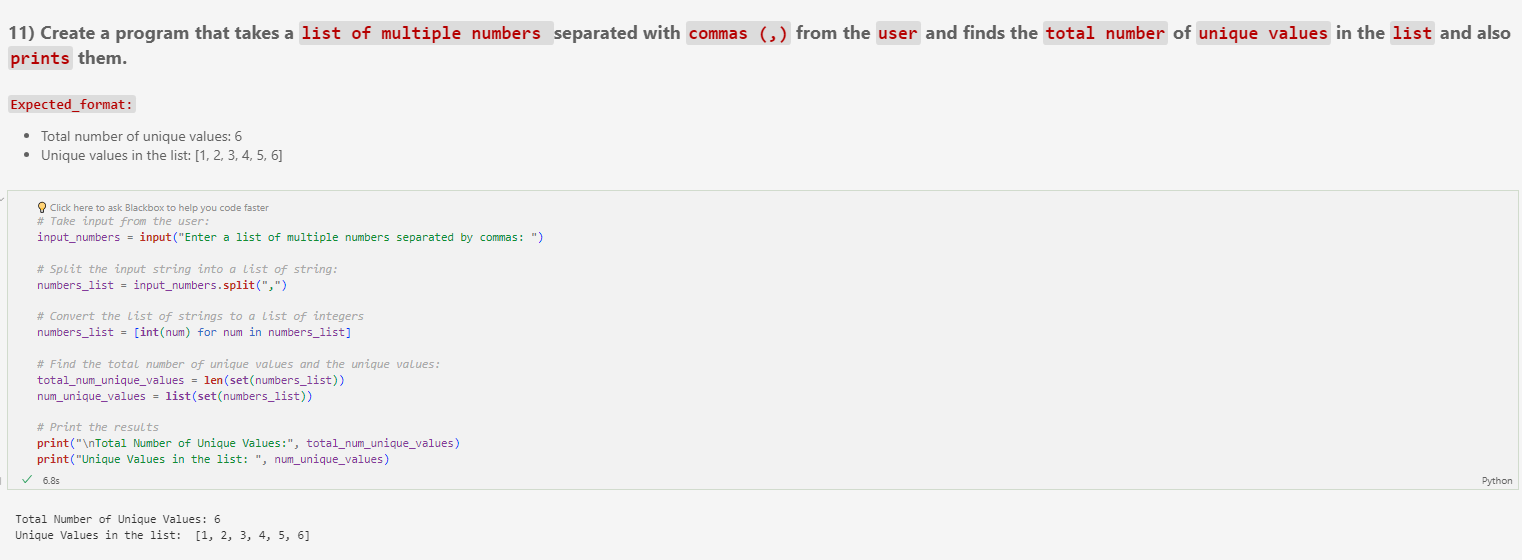 11) Create a program that takes a list of multiple numbers separated with commas (,) from the user and finds the total number of unique values in the list and also
prints them.
Expected_format:
• Total number of unique values: 6
• Unique values in the list: [1, 2, 3, 4, 5, 6]
Click here to ask Blackbox to help you code faster
# Take input from the user:
input_numbers = input("Enter a list of multiple numbers separated by commas: ")
# Split the input string into a list of string:
numbers_list = input_numbers.split(",")
# Convert the list of strings to a list of integers
numbers_list = [int(num) for num in numbers_list]
# Find the total number of unique values and the unique values:
total_num_unique_values = len(set(numbers_list))
num_unique_values = list(set(numbers_list))
# Print the results
print("\nTotal Number of Unique Values:", total_num_unique_values)
print("Unique Values in the list: ", num_unique_values)
6.8s Python
Total Number of Unique Values: 6
Unique Values in the list:  [1, 2, 3, 4, 5, 6]